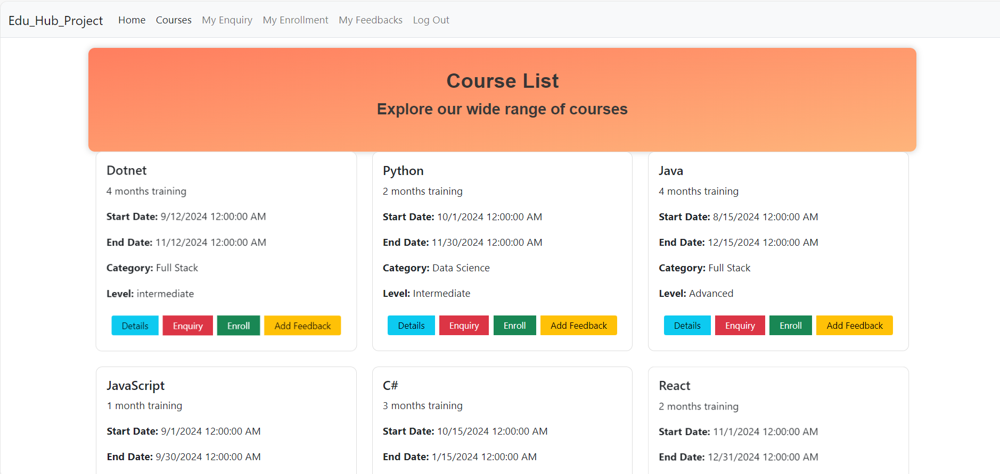 Edu_Hub_Project Home Courses My Enquiry My Enrollment My Feedbacks Log Out
Course List
Explore our wide range of courses
Dotnet
4 months training
Start Date: 9/12/2024 12:00:00 AM
End Date: 11/12/2024 12:00:00 AM
Category: Full Stack
Level: intermediate
Details Enquiry Enroll Add Feedback
Python
2 months training
Start Date: 10/1/2024 12:00:00 AM
End Date: 11/30/2024 12:00:00 AM
Category: Data Science
Level: Intermediate
Details Enquiry Enroll Add Feedback
Java
4 months training
Start Date: 8/15/2024 12:00:00 AM
End Date: 12/15/2024 12:00:00 AM
Category: Full Stack
Level: Advanced
Details Enquiry Enroll Add Feedback
JavaScript
1 month training
Start Date: 9/1/2024 12:00:00 AM
End Date: 9/30/2024 12:00:00 AM
C#
3 months training
Start Date: 10/15/2024 12:00:00 AM
End Date: 1/15/2024 12:00:00 AM
React
2 months training
Start Date: 11/1/2024 12:00:00 AM
End Date: 12/31/2024 12:00:00 AM